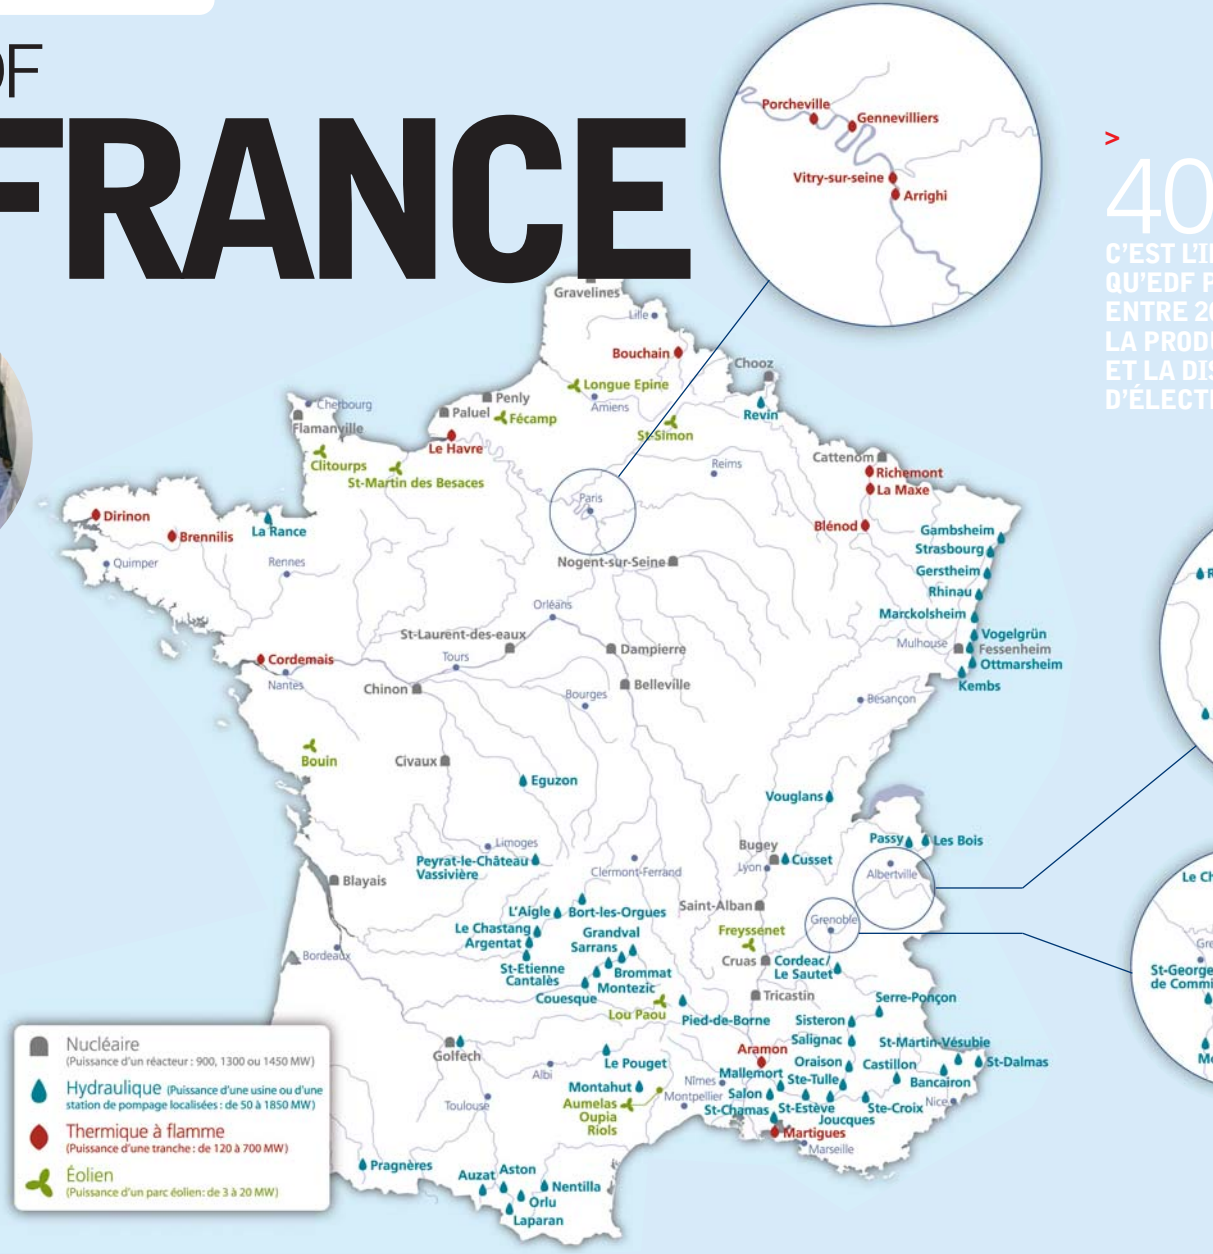 FRANCE
Porcheville
Gennevilliers
Vitry-sur-seine
Arrighi
>
40
C'EST L'I
QU'EDF P
ENTRE 20
LA PRODU
ET LA DIS
D'ÉLECT
Gravelines
Lille
Bouchain
Chooz
Longue Epine
Amiens
Revin
Penly
Paluel
Fécamp
St-Simon
Cherbourg
Flamanville
Le Havre
Clitourps
St-Martin des Besaces
Reims
Cattenom
Richemont
La Maxe
Blénod
Paris
Dirinon
Brennilis
La Rance
Quimper
Rennes
Nogent-sur-Seine
Gambsheim
Strasbourg
Gerstheim
Rhinau
Marckolsheim
Vogelgrün
Mulhouse
Fessenheim
Ottmarsheim
Kembs
Orléans
St-Laurent-des-eaux
Tours
Dampierre
Cordemais
Nantes
Chinon
Belleville
Bourges
Besançon
Bouin
Civaux
Eguzon
Vouglans
Limoges
Peyrat-le-Château
Vassivière
Clermont-Ferrand
Bugey
Cusset
Lyon
Passy
Les Bois
Albertville
Blayais
Saint-Alban
Grenoble
L'Aigle
Bort-les-Orgues
Le Chastang
Argentat
Grandval
Sarrans
Freyssenet
Bordeaux
St-Etienne
Cantalès
Brommat
Montezic
Couesque
Cruas
Cordeac/
Le Sautet
Lou Paou
Pied-de-Borne
Tricastin
Serre-Ponçon
Sisteron
Salignac
St-Martin-Vésubie
St-Dalmas
Golfech
Le Pouget
Aramon
Oraison
Castillon
Bancairon
Albi
Mallemort
Ste-Tulle
Nîmes
Montpellier
Salon
Montahut
Aumelas
Oupia
Riols
St-Chamas
St-Estève
Joucques
Ste-Croix
Nice
Toulouse
Martigues
Marseille
Pragnères
Auzat
Aston
Nentilla
Orlu
Laparan
Le Ch
Gre
St-George
de Commi
Mo
Nucléaire
(Puissance d'un réacteur : 900, 1300 ou 1450 MW)
Hydraulique (Puissance d'une usine ou d'une
station de pompage localisées : de 50 à 1850 MW)
Thermique à flamme
(Puissance d'une tranche : de 120 à 700 MW)
Éolien
(Puissance d'un parc éolien: de 3 à 20 MW)